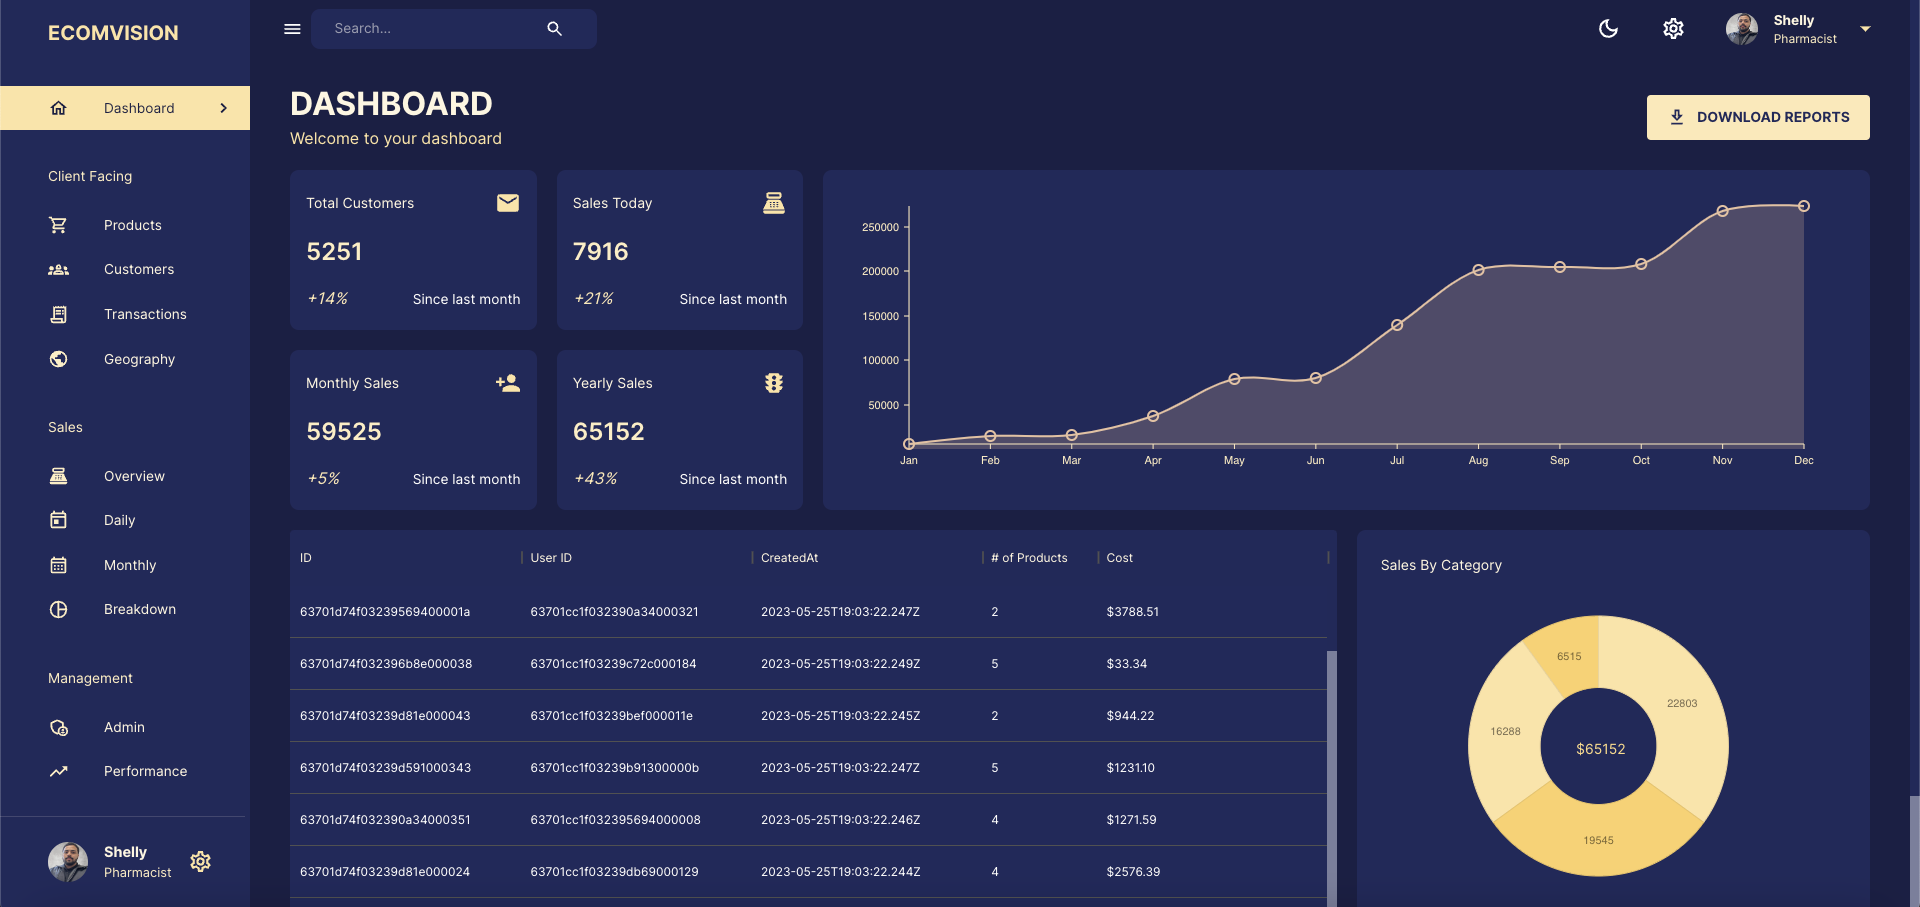 ECOMVISION
Search...
Shelly
Pharmacist
Dashboard
Client Facing
Products
Customers
Transactions
Geography
Sales
Overview
Daily
Monthly
Breakdown
Management
Admin
Performance
Shelly
Pharmacist
DASHBOARD
Welcome to your dashboard
DOWNLOAD REPORTS
Total Customers
5251
+14% Since last month
Sales Today
7916
+21% Since last month
Monthly Sales
59525
+5% Since last month
Yearly Sales
65152
+43% Since last month
250000
200000
150000
100000
50000
Jan Feb Mar Apr May Jun Jul Aug Sep Oct Nov Dec
ID User ID CreatedAt # of Products Cost
63701d74f03239569400001a 63701cc1f032390a34000321 2023-05-25T19:03:22.247Z 2 $3788.51
63701d74f032396b8e000038 63701cc1f03239c72c000184 2023-05-25T19:03:22.249Z 5 $33.34
63701d74f03239d81e000043 63701cc1f03239bef000011e 2023-05-25T19:03:22.245Z 2 $944.22
63701d74f03239d591000343 63701cc1f03239b91300000b 2023-05-25T19:03:22.247Z 5 $1231.10
63701d74f032390a34000351 63701cc1f032395694000008 2023-05-25T19:03:22.246Z 4 $1271.59
63701d74f03239d81e000024 63701cc1f03239db69000129 2023-05-25T19:03:22.244Z 4 $2576.39
Sales By Category
6515
22803
16288
$65152
19545